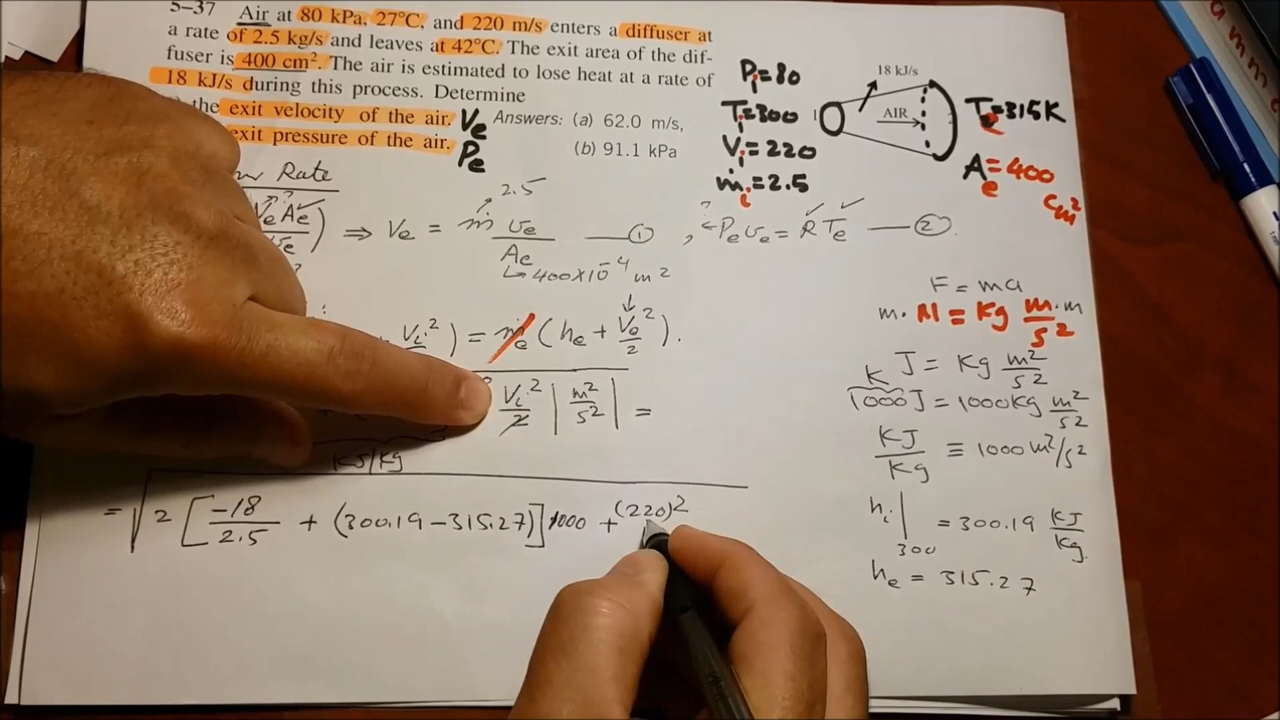 5–37 Air at 80 kPa, 27°C, and 220 m/s enters a diffuser at
a rate of 2.5 kg/s and leaves at 42°C. The exit area of the dif-
fuser is 400 cm². The air is estimated to lose heat at a rate of
18 kJ/s during this process. Determine
the exit velocity of the air. Ve
exit pressure of the air. Pe
Answers: (a) 62.0 m/s,
(b) 91.1 kPa
Pi=80
Ti=300
Vi=220
ṁi=2.5
18 kJ/s
AIR
Te=315K
Ae=400 cm²
Rate
VeAe
⇒ Ve = ṁ ve / Ae —① , PeVe = RTe —②
2.5
?
↳ 400×10⁻⁴ m²
Vi² ) = ṁe (he + Ve²/2).
Vi²/2 | m²/s² | =
KJ/Kg
= √ 2 [ -18/2.5 + (300.19 – 315.27)] 1000 + (220)²
F = ma
m. N = Kg m/s² . m
J = Kg m²/s²
K
1000J = 1000Kg m²/s²
KJ/Kg ≡ 1000 m²/s²
hi|300 = 300.19 KJ/Kg.
he = 315.27